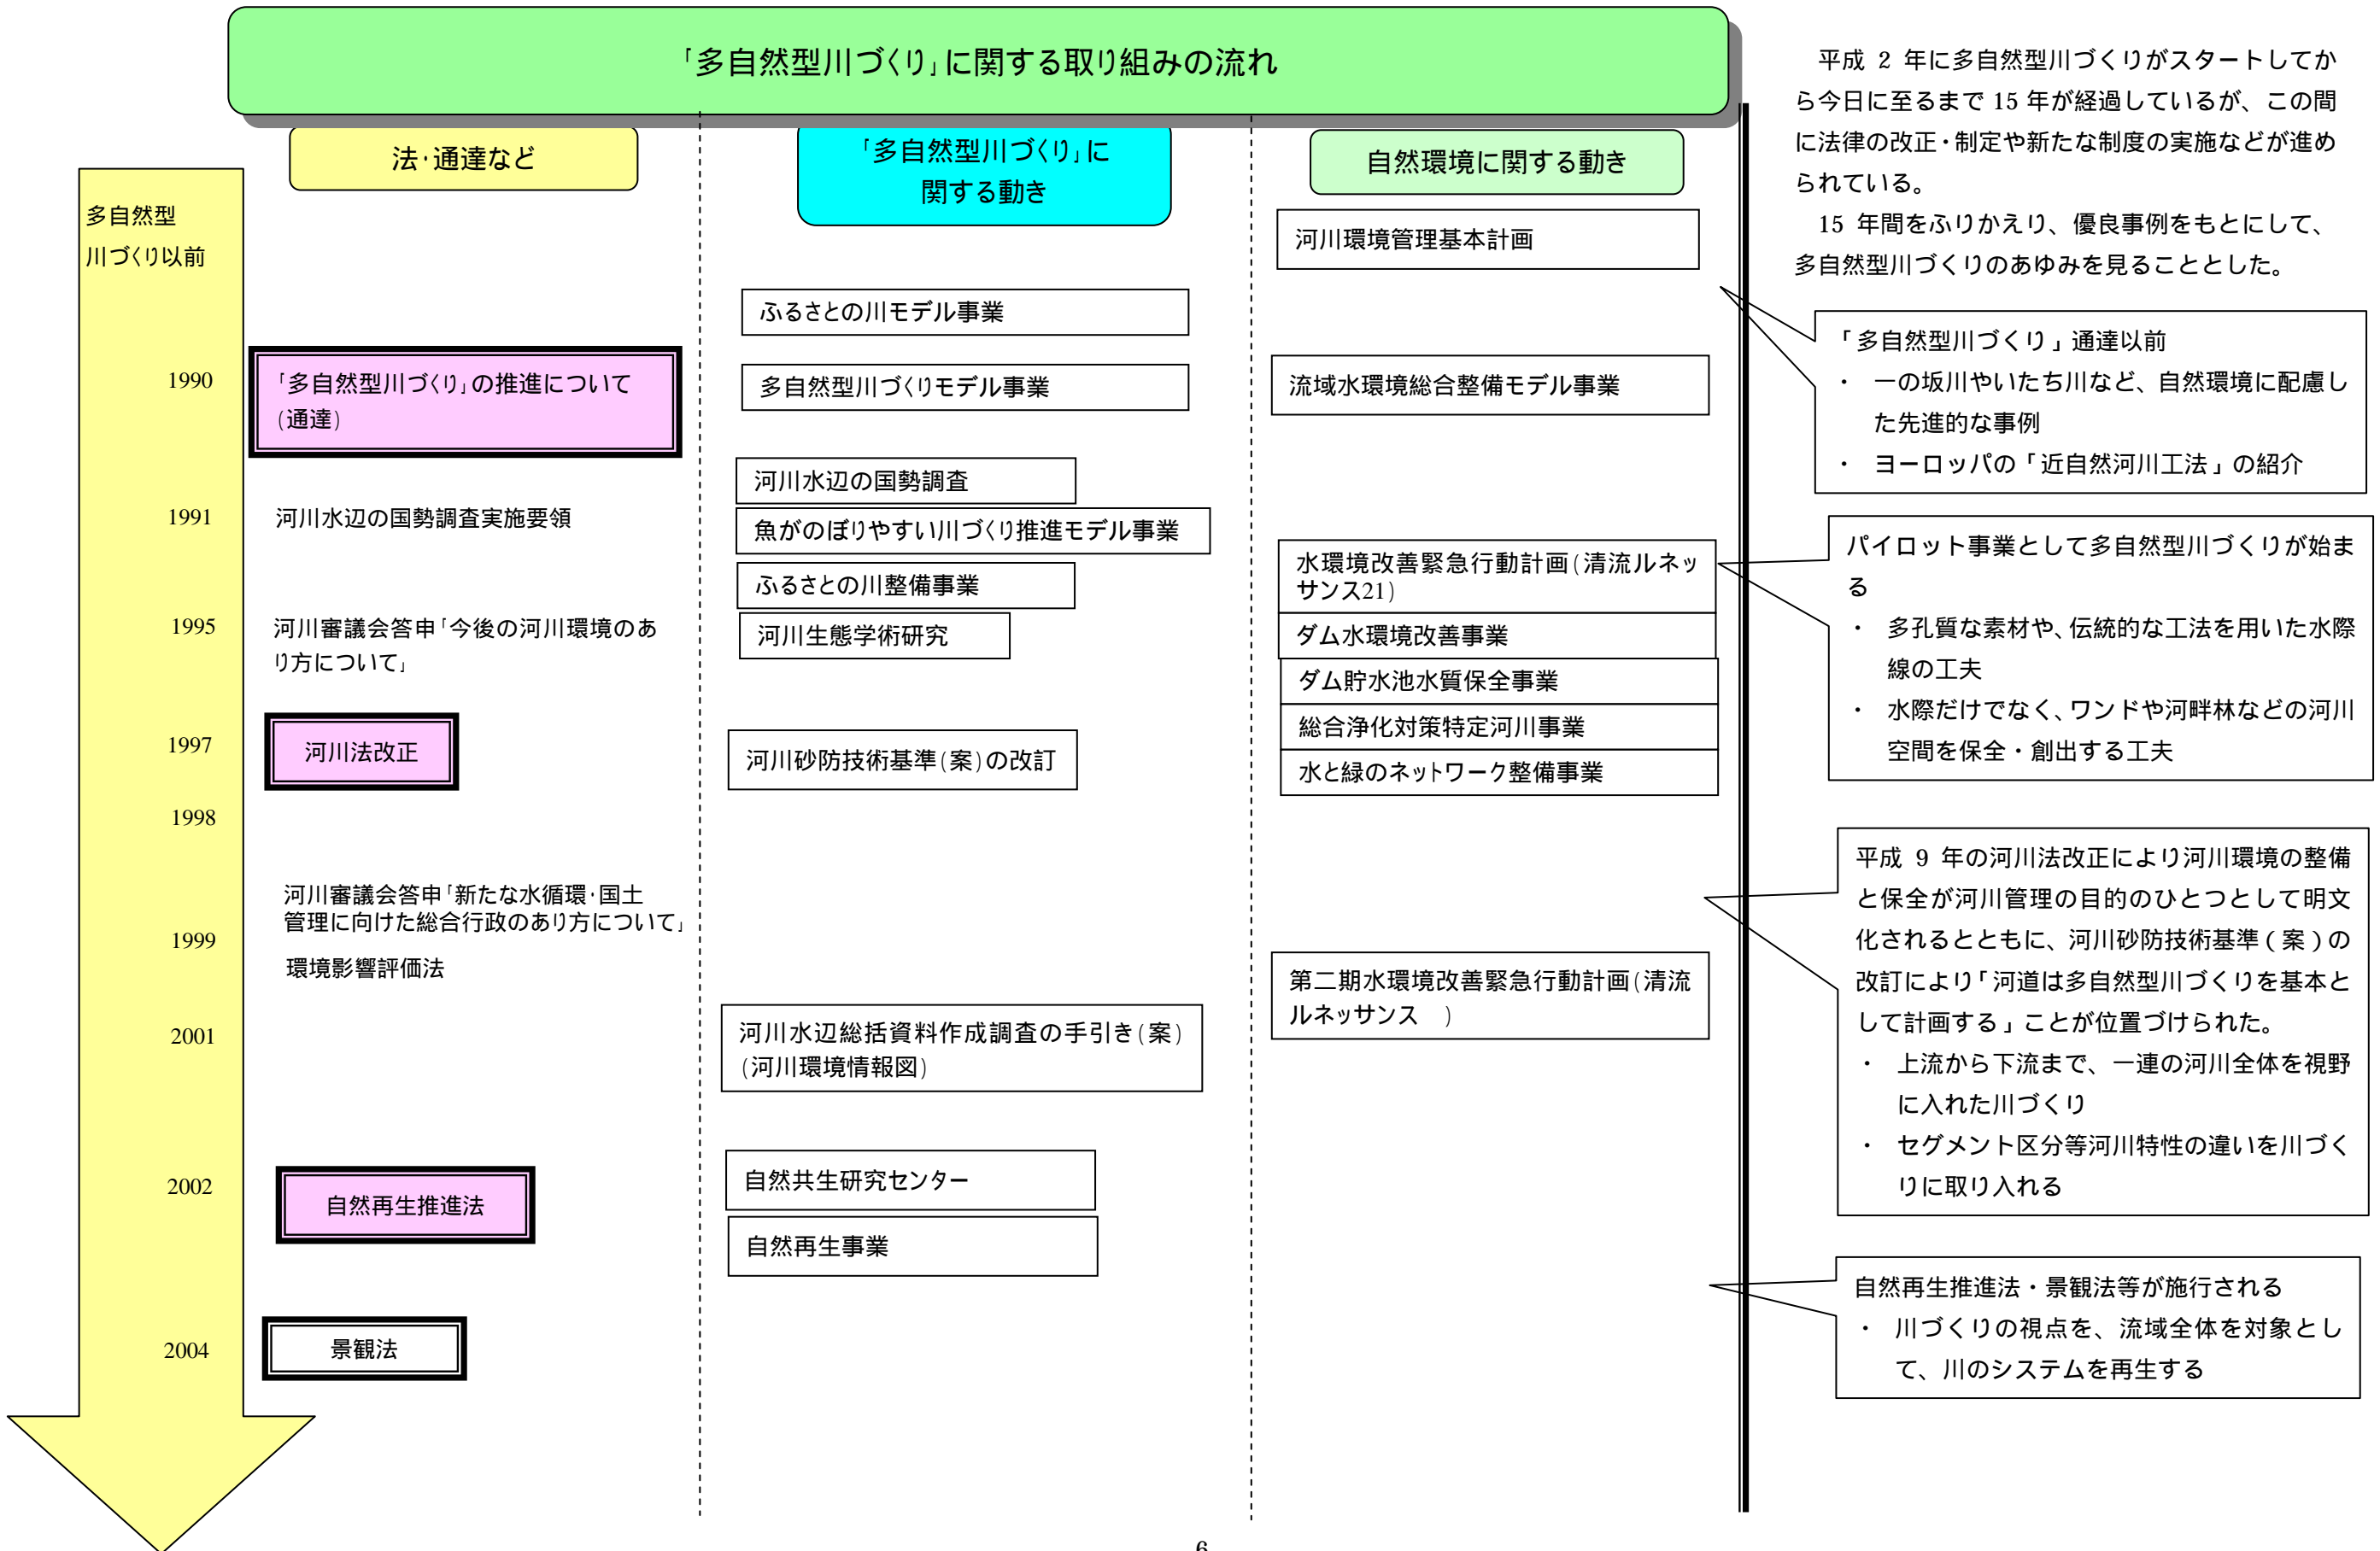 「多自然型川づくり」に関する取り組みの流れ
法・通達など
「多自然型川づくり」に
関する動き
自然環境に関する動き
多自然型
川づくり以前
河川環境管理基本計画
ふるさとの川モデル事業
1990
「多自然型川づくり」の推進について
(通達)
多自然型川づくりモデル事業
流域水環境総合整備モデル事業
河川水辺の国勢調査
1991
河川水辺の国勢調査実施要領
魚がのぼりやすい川づくり推進モデル事業
ふるさとの川整備事業
水環境改善緊急行動計画(清流ルネッ
サンス21)
1995
河川審議会答申「今後の河川環境のあ
り方について」
河川生態学術研究
ダム水環境改善事業
ダム貯水池水質保全事業
総合浄化対策特定河川事業
水と緑のネットワーク整備事業
1997
河川法改正
河川砂防技術基準(案)の改訂
1998
河川審議会答申「新たな水循環・国土
管理に向けた総合行政のあり方について」
1999
環境影響評価法
第二期水環境改善緊急行動計画(清流
ルネッサンス　)
2001
河川水辺総括資料作成調査の手引き(案)
(河川環境情報図)
2002
自然再生推進法
自然共生研究センター
自然再生事業
2004
景観法
平成 2 年に多自然型川づくりがスタートしてか
ら今日に至るまで 15 年が経過しているが、この間
に法律の改正・制定や新たな制度の実施などが進め
られている。
15 年間をふりかえり、優良事例をもとにして、
多自然型川づくりのあゆみを見ることとした。
「多自然型川づくり」通達以前
・ 一の坂川やいたち川など、自然環境に配慮し
た先進的な事例
・ ヨーロッパの「近自然河川工法」の紹介
パイロット事業として多自然型川づくりが始ま
る
・ 多孔質な素材や、伝統的な工法を用いた水際
線の工夫
・ 水際だけでなく、ワンドや河畔林などの河川
空間を保全・創出する工夫
平成 9 年の河川法改正により河川環境の整備
と保全が河川管理の目的のひとつとして明文
化されるとともに、河川砂防技術基準(案)の
改訂により「河道は多自然型川づくりを基本と
して計画する」ことが位置づけられた。
・ 上流から下流まで、一連の河川全体を視野
に入れた川づくり
・ セグメント区分等河川特性の違いを川づく
りに取り入れる
自然再生推進法・景観法等が施行される
・ 川づくりの視点を、流域全体を対象とし
て、川のシステムを再生する
6